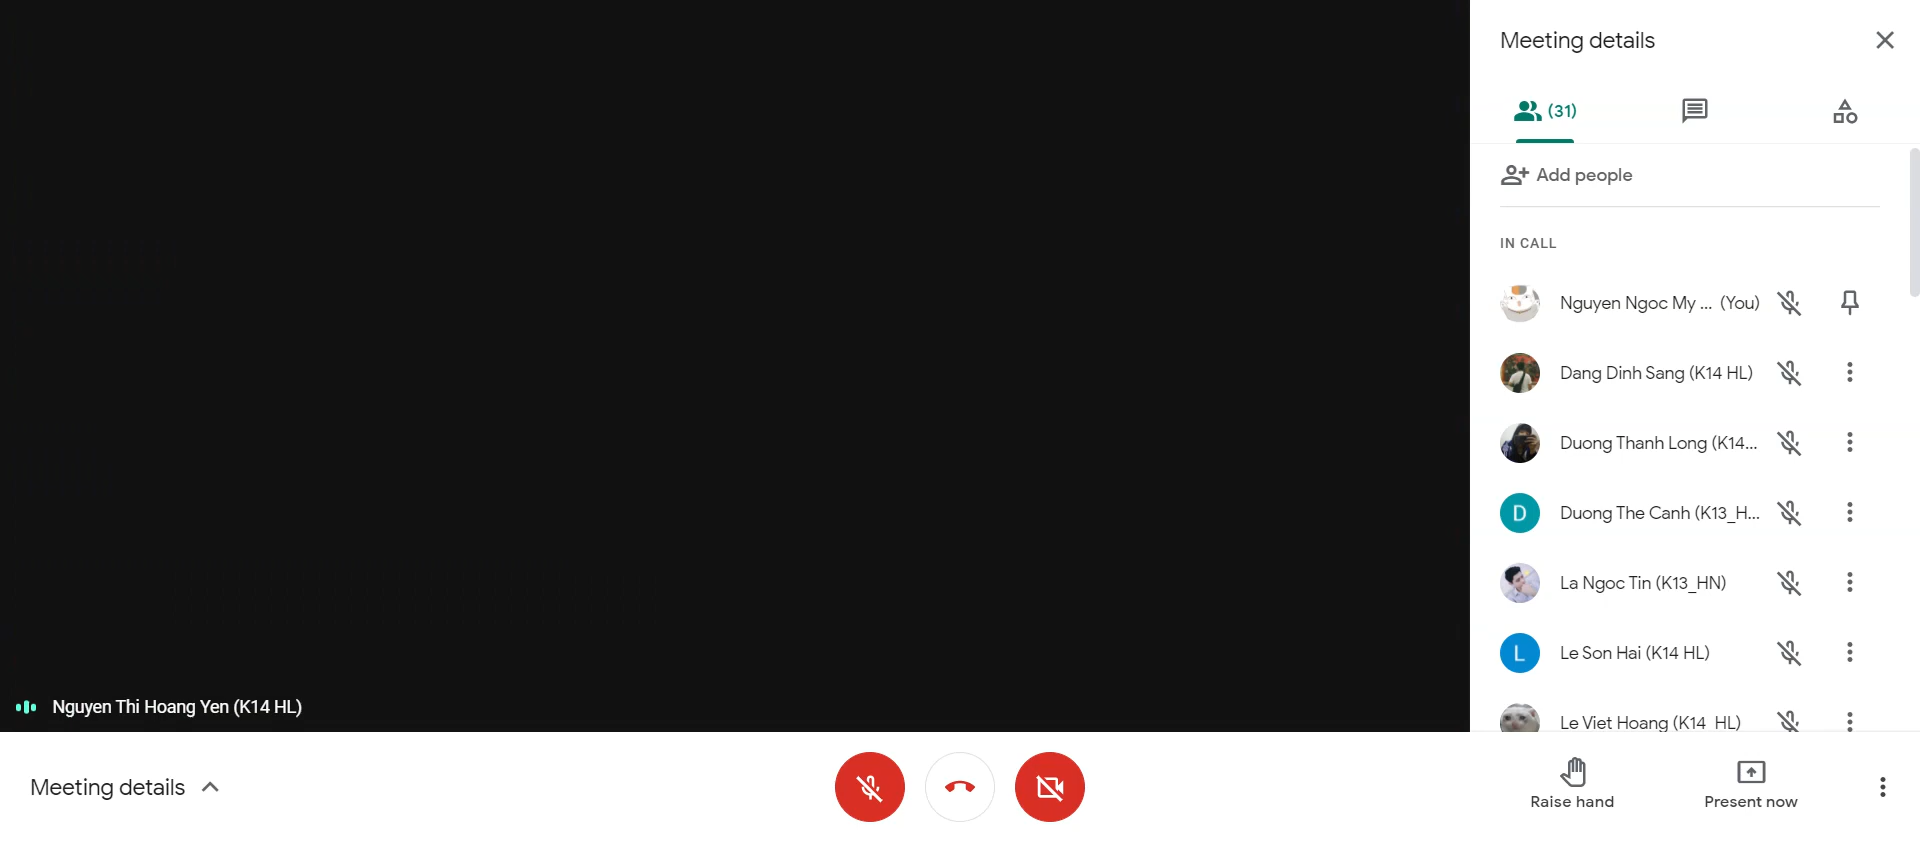 Meeting details
(31)
Add people
IN CALL
Nguyen Ngoc My ... (You)
Dang Dinh Sang (K14 HL)
Duong Thanh Long (K14...
D
Duong The Canh (K13_H...
La Ngoc Tin (K13_HN)
L
Le Son Hai (K14 HL)
Le Viet Hoang (K14_HL)
Nguyen Thi Hoang Yen (K14 HL)
Meeting details
Raise hand
Present now